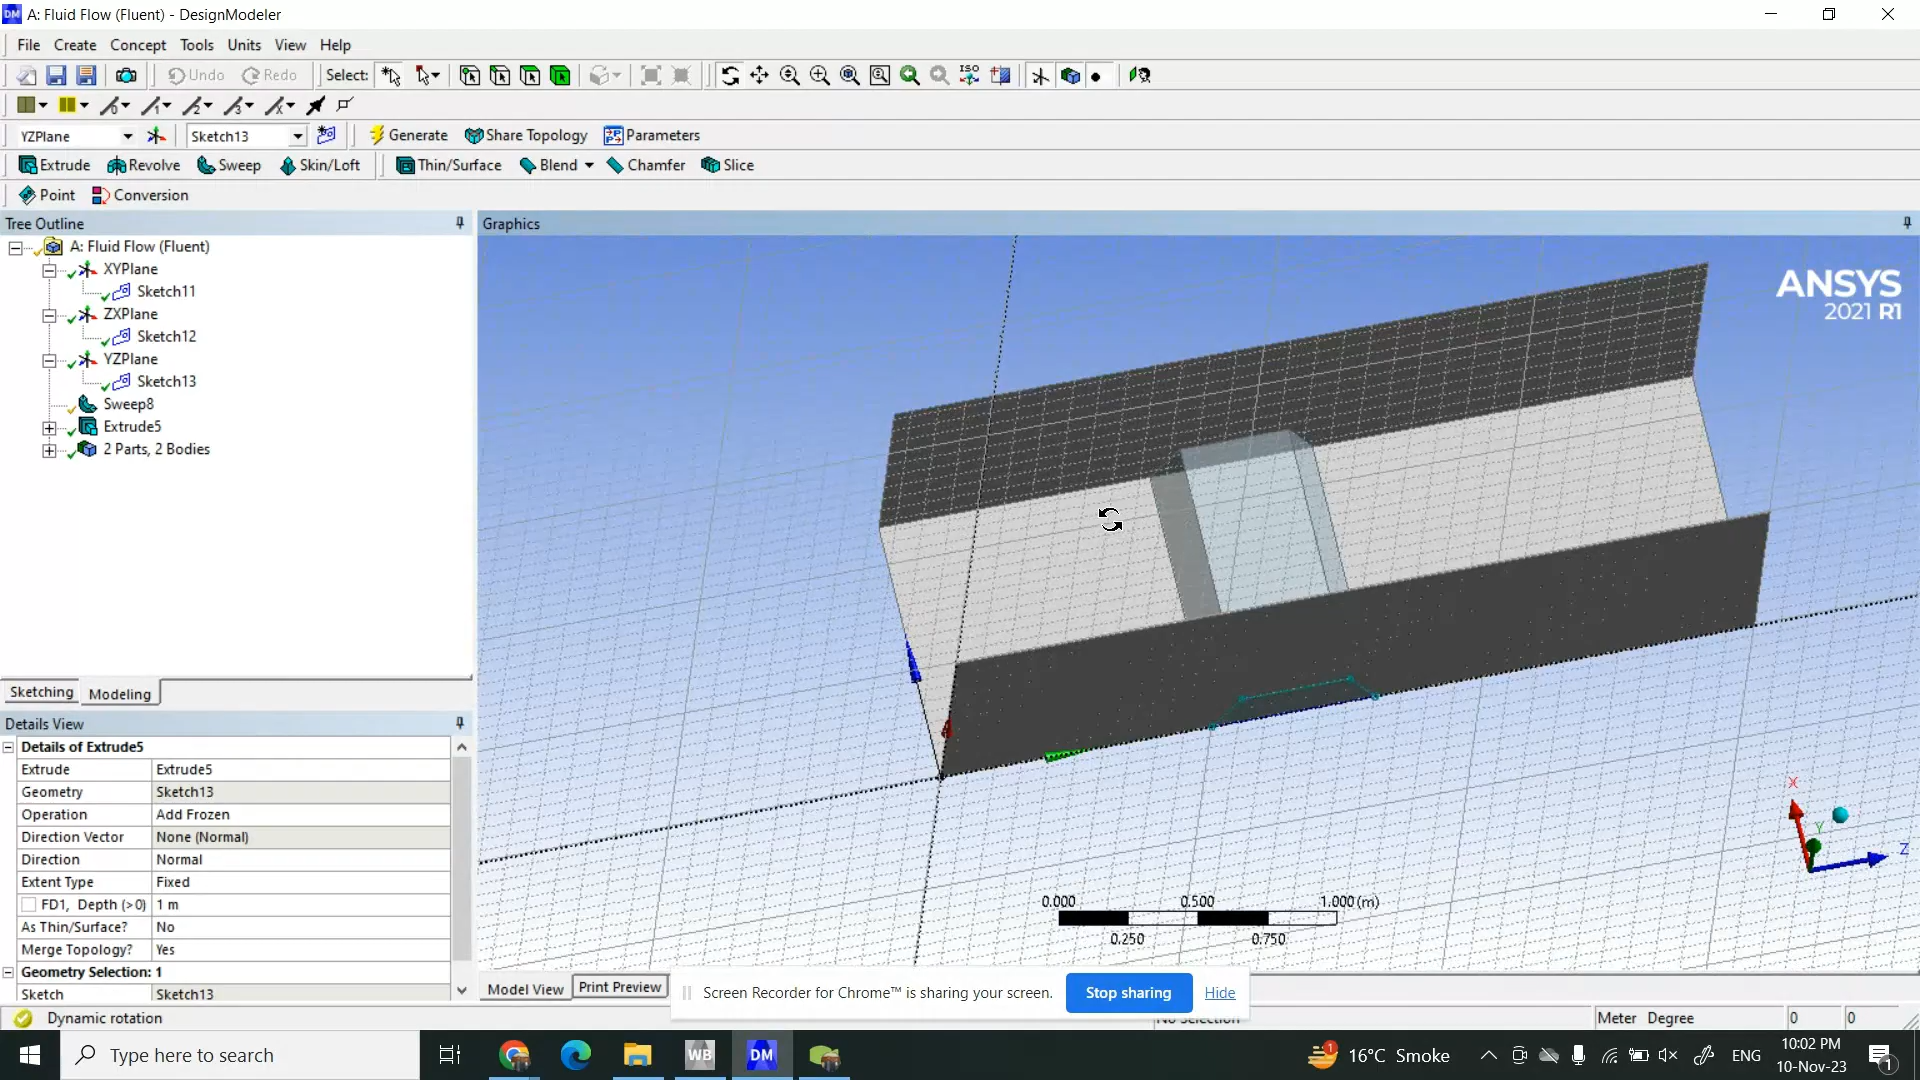 A: Fluid Flow (Fluent) - DesignModeler
File Create Concept Tools Units View Help
Undo Redo Select: ISO
YZPlane Sketch13 Generate Share Topology Parameters
Extrude Revolve Sweep Skin/Loft Thin/Surface Blend Chamfer Slice
Point Conversion
Tree Outline
A: Fluid Flow (Fluent)
XYPlane
Sketch11
ZXPlane
Sketch12
YZPlane
Sketch13
Sweep8
Extrude5
2 Parts, 2 Bodies
Sketching Modeling
Details View
Details of Extrude5
Extrude Extrude5
Geometry Sketch13
Operation Add Frozen
Direction Vector None (Normal)
Direction Normal
Extent Type Fixed
FD1, Depth (>0) 1 m
As Thin/Surface? No
Merge Topology? Yes
Geometry Selection: 1
Sketch Sketch13
Graphics
ANSYS
2021 R1
X
Y
Z
0.000 0.500 1.000 (m)
0.250 0.750
Model View Print Preview
Screen Recorder for Chrome™ is sharing your screen. Stop sharing Hide
Dynamic rotation No Selection Meter Degree 0 0
Type here to search WB DM 1 16°C Smoke ENG 10:02 PM
10-Nov-23 1